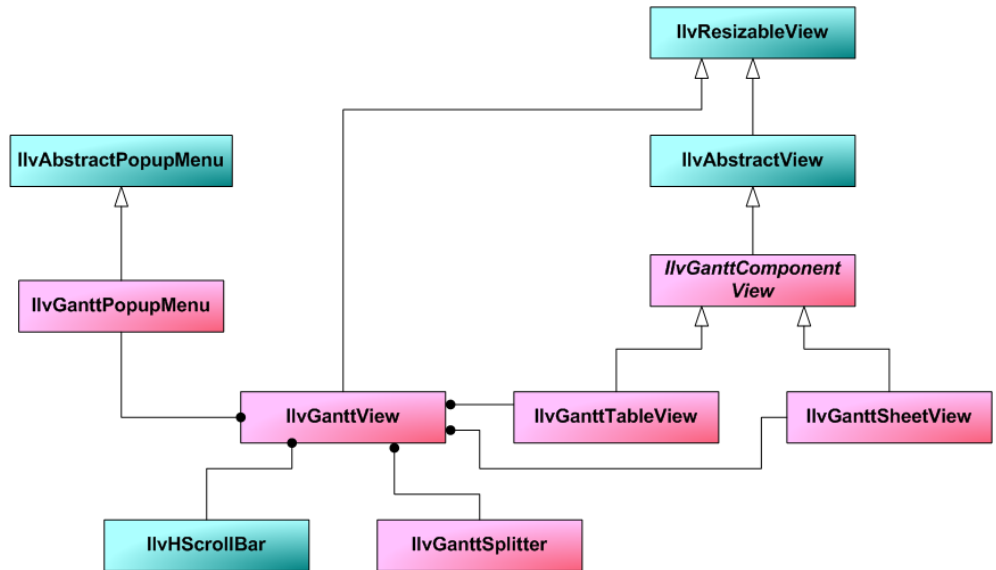 IlvResizableView
IlvAbstractPopupMenu
IlvAbstractView
IlvGanttComponent
View
IlvGanttPopupMenu
IlvGanttView
IlvGanttTableView
IlvGanttSheetView
IlvHScrollBar
IlvGanttSplitter